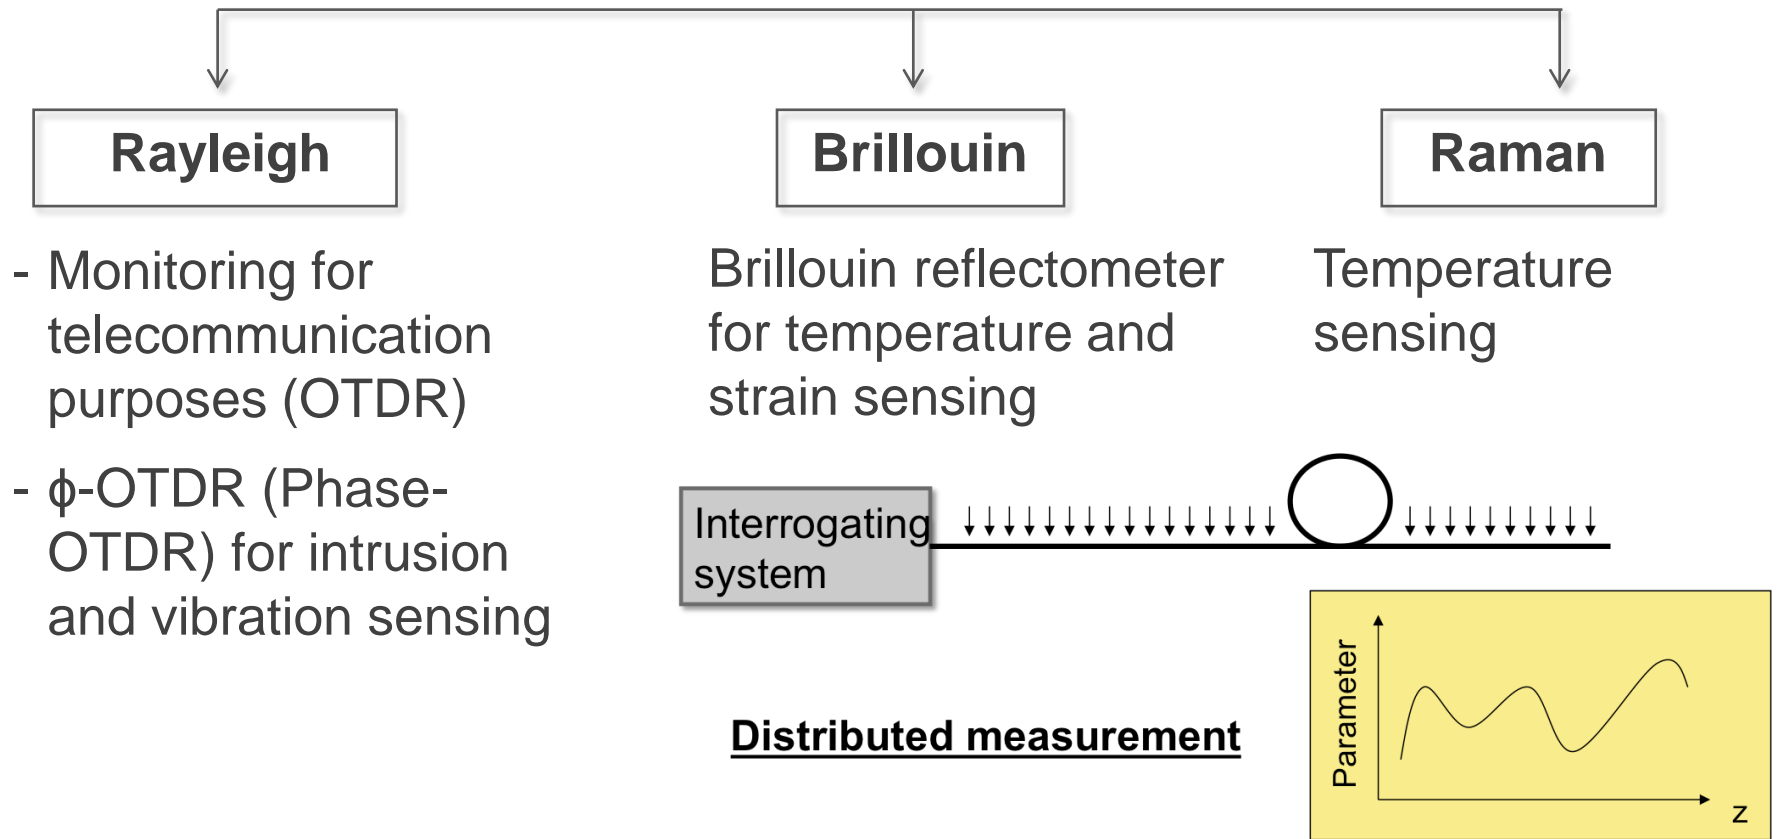 Rayleigh
- Monitoring for
telecommunication
purposes (OTDR)
- ϕ-OTDR (Phase-
OTDR) for intrusion
and vibration sensing
Brillouin
Brillouin reflectometer
for temperature and
strain sensing
Raman
Temperature
sensing
Interrogating
system
Distributed measurement
Parameter
z